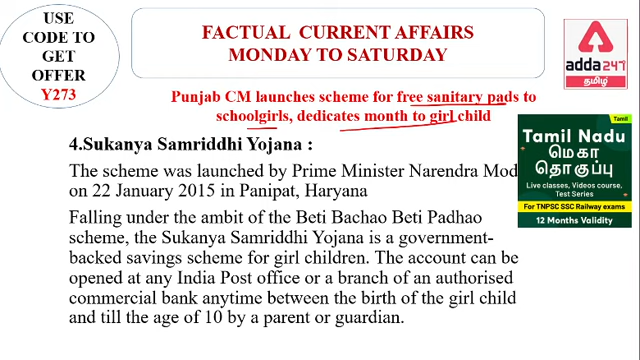 USE
CODE TO
GET
OFFER
Y273
FACTUAL CURRENT AFFAIRS
MONDAY TO SATURDAY
adda247
தமிழ்
Punjab CM launches scheme for free sanitary pads to
schoolgirls, dedicates month to girl child
4.Sukanya Samriddhi Yojana :
The scheme was launched by Prime Minister Narendra Mod
on 22 January 2015 in Panipat, Haryana
Falling under the ambit of the Beti Bachao Beti Padhao
scheme, the Sukanya Samriddhi Yojana is a government-
backed savings scheme for girl children. The account can be
opened at any India Post office or a branch of an authorised
commercial bank anytime between the birth of the girl child
and till the age of 10 by a parent or guardian.
Tamil
Tamil Nadu
மெகா
தொகுப்பு
Live classes, Videos course,
Test Series
For TNPSC SSC Railway exams
12 Months Validity